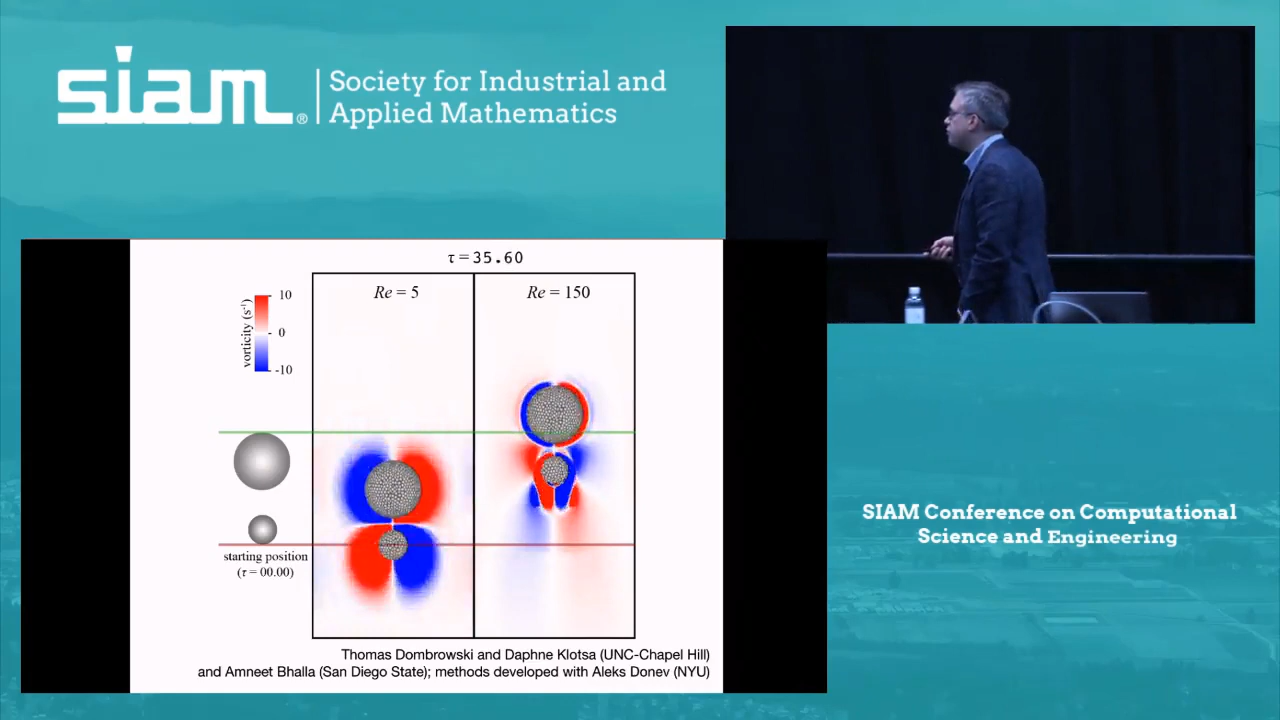 siam®
Society for Industrial and
Applied Mathematics
τ = 35.60
Re = 5
Re = 150
vorticity (s⁻¹)
10
0
-10
starting position
(τ = 00.00)
Thomas Dombrowski and Daphne Klotsa (UNC-Chapel Hill)
and Amneet Bhalla (San Diego State); methods developed with Aleks Donev (NYU)
SIAM Conference on Computational
Science and Engineering